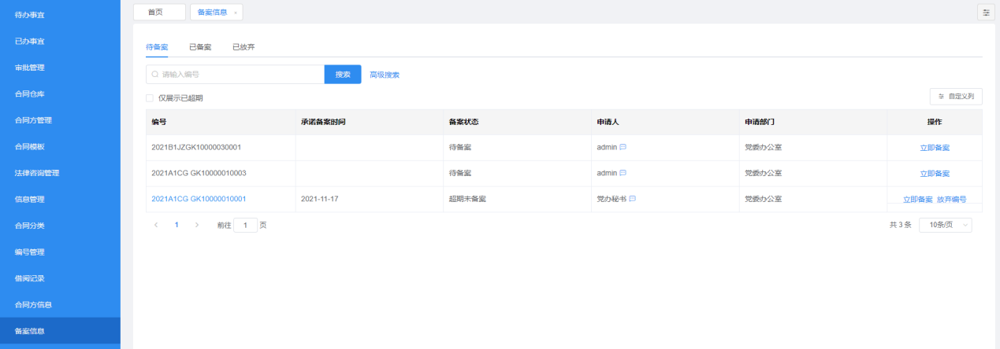 待办事宜
已办事宜
审批管理
合同仓库
合同方管理
合同模板
法律咨询管理
信息管理
合同分类
编号管理
借阅记录
合同方信息
备案信息
首页 备案信息 ×
待备案 已备案 已放弃
请输入编号 搜索 高级搜索
仅展示已超期 自定义列
编号 承诺备案时间 备案状态 申请人 申请部门 操作
2021B1JZGK10000030001 待备案 admin 党委办公室 立即备案
2021A1CG GK10000010003 待备案 admin 党委办公室 立即备案
2021A1CG GK10000010001 2021-11-17 超期未备案 党办秘书 党委办公室 立即备案 放弃编号
< 1 > 前往 1 页 共 3 条 10条/页